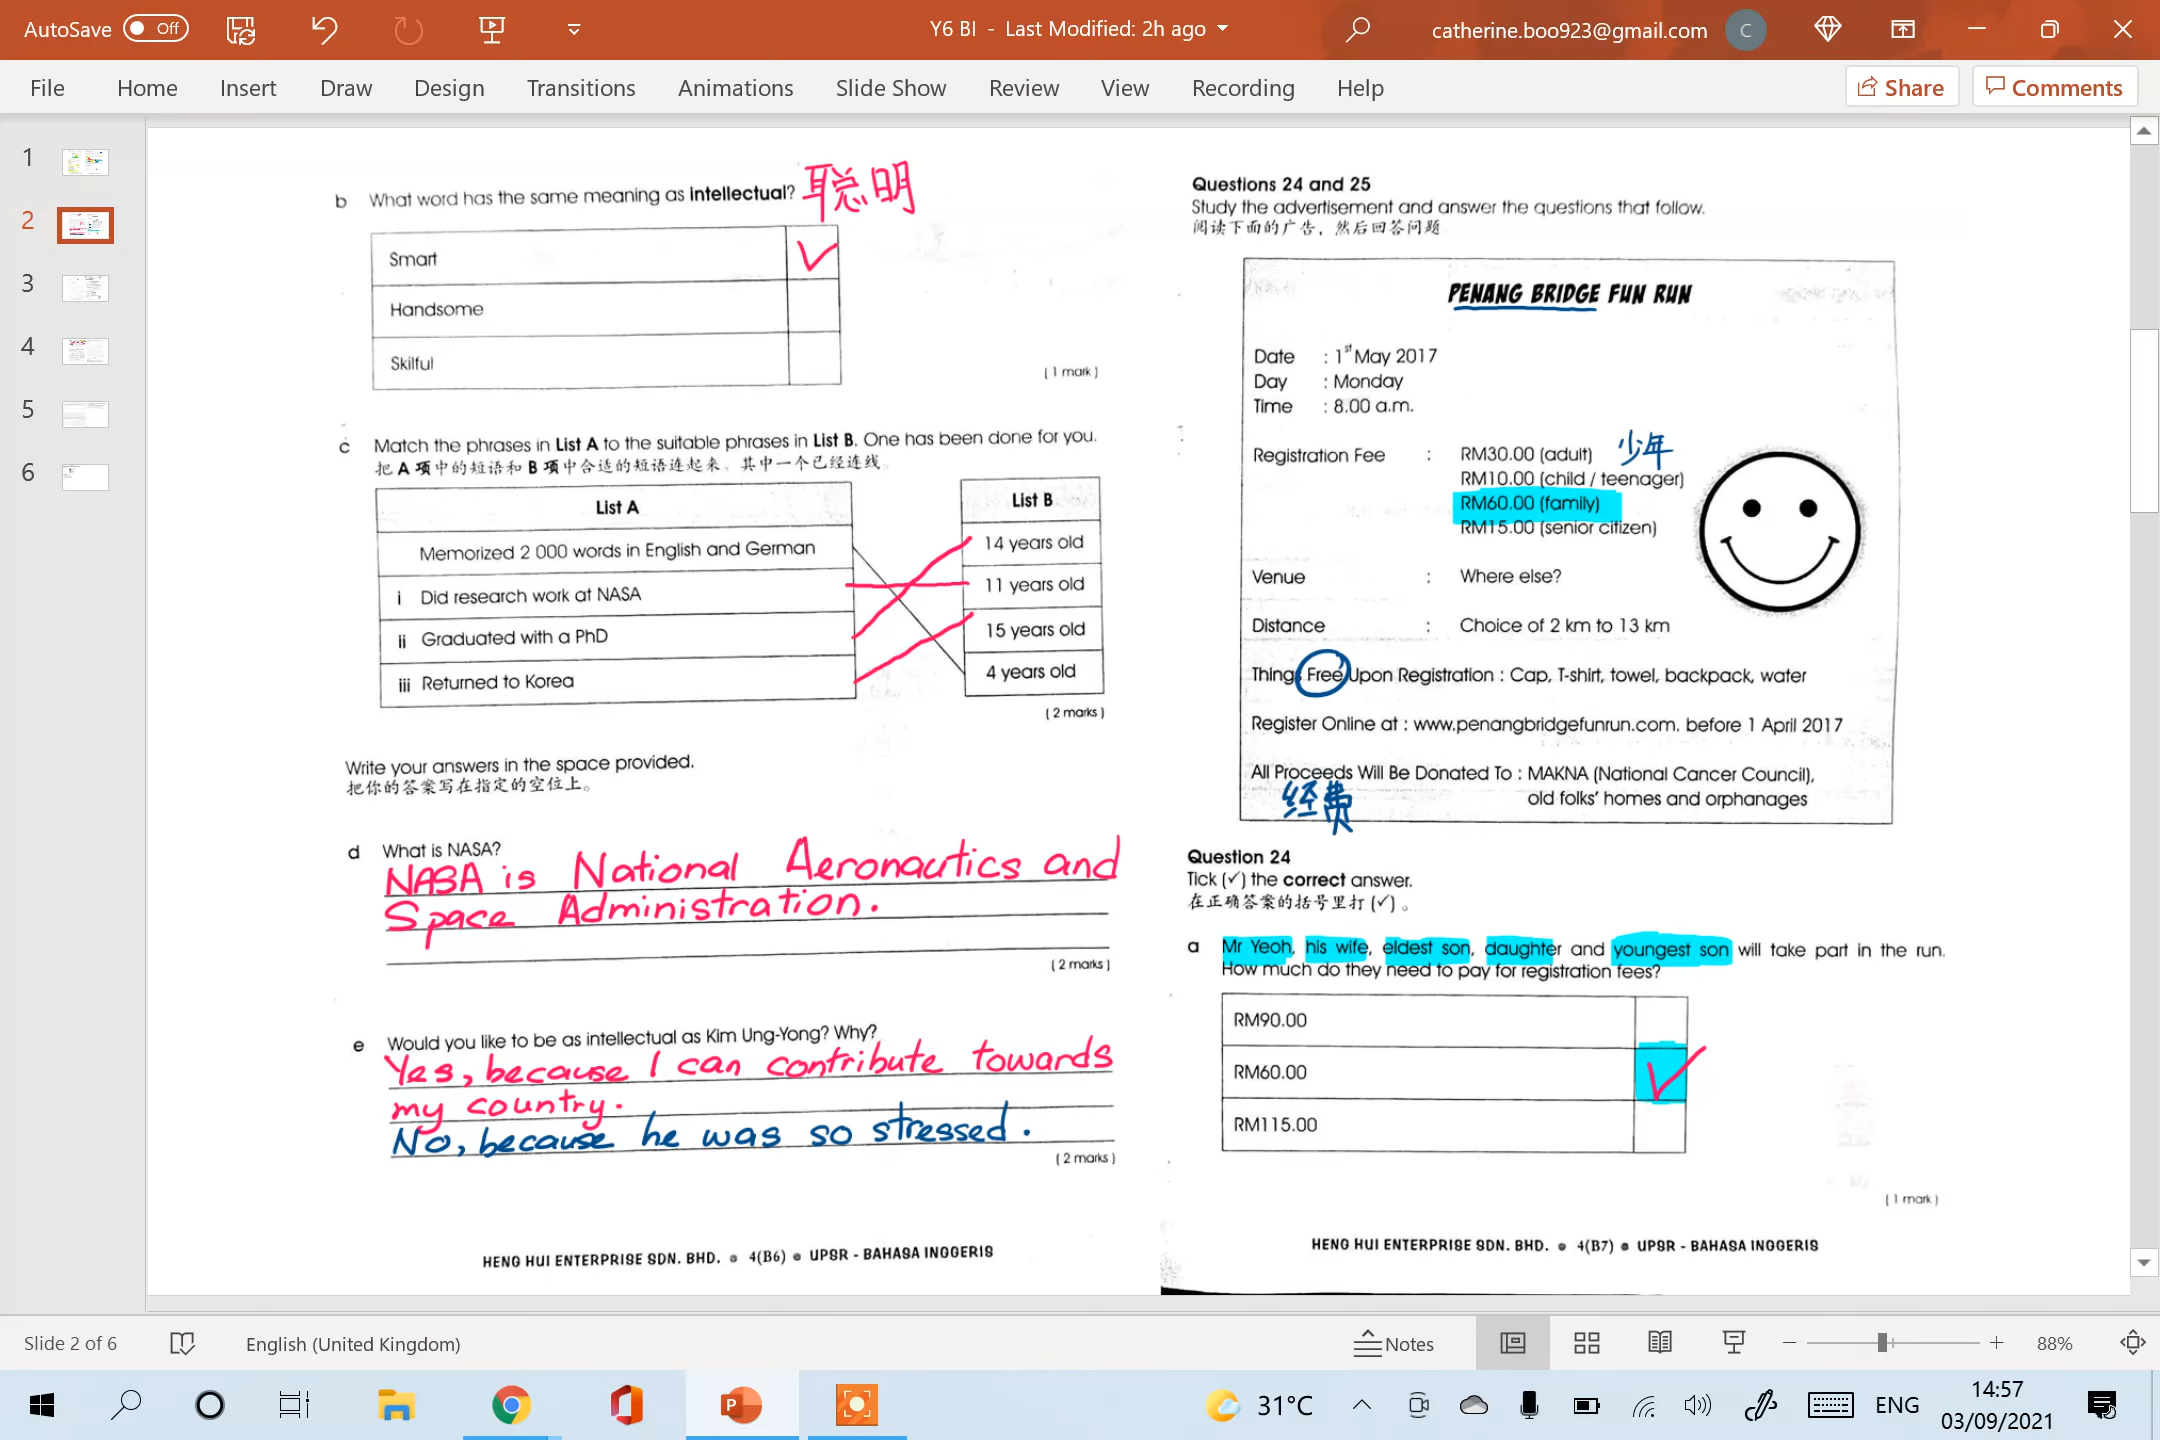 AutoSave Off
Y6 BI - Last Modified: 2h ago
catherine.boo923@gmail.com
C
File Home Insert Draw Design Transitions Animations Slide Show Review View Recording Help
Share Comments
1
2
3
4
5
6
b What word has the same meaning as intellectual? 聪明
Smart ✓
Handsome
Skilful
( 1 mark )
c Match the phrases in List A to the suitable phrases in List B. One has been done for you.
把 A 项中的短语和 B 项中合适的短语连起来。其中一个已经连线。
List A List B
Memorized 2 000 words in English and German 14 years old
i Did research work at NASA 11 years old
ii Graduated with a PhD 15 years old
iii Returned to Korea 4 years old
( 2 marks )
Write your answers in the space provided.
把你的答案写在指定的空位上。
d What is NASA?
NASA is National Aeronautics and
Space Administration.
( 2 marks )
e Would you like to be as intellectual as Kim Ung-Yong? Why?
Yes, because I can contribute towards
my country.
No, because he was so stressed.
( 2 marks )
HENG HUI ENTERPRISE SDN. BHD. ● 4(B6) ● UPSR - BAHASA INGGERIS
Questions 24 and 25
Study the advertisement and answer the questions that follow.
阅读下面的广告，然后回答问题
PENANG BRIDGE FUN RUN
Date : 1st May 2017
Day : Monday
Time : 8.00 a.m.
Registration Fee : RM30.00 (adult) 少年
RM10.00 (child / teenager)
RM60.00 (family)
RM15.00 (senior citizen)
Venue : Where else?
Distance : Choice of 2 km to 13 km
Things Free Upon Registration : Cap, T-shirt, towel, backpack, water
Register Online at : www.penangbridgefunrun.com. before 1 April 2017
All Proceeds Will Be Donated To : MAKNA (National Cancer Council),
经费 old folks' homes and orphanages
Question 24
Tick (✓) the correct answer.
在正确答案的括号里打 (✓) 。
a Mr Yeoh, his wife, eldest son, daughter and youngest son will take part in the run.
How much do they need to pay for registration fees?
RM90.00
RM60.00 ✓
RM115.00
( 1 mark )
HENG HUI ENTERPRISE SDN. BHD. ● 4(B7) ● UPSR - BAHASA INGGERIS
Slide 2 of 6 English (United Kingdom) Notes 88%
31°C ENG 14:57
03/09/2021